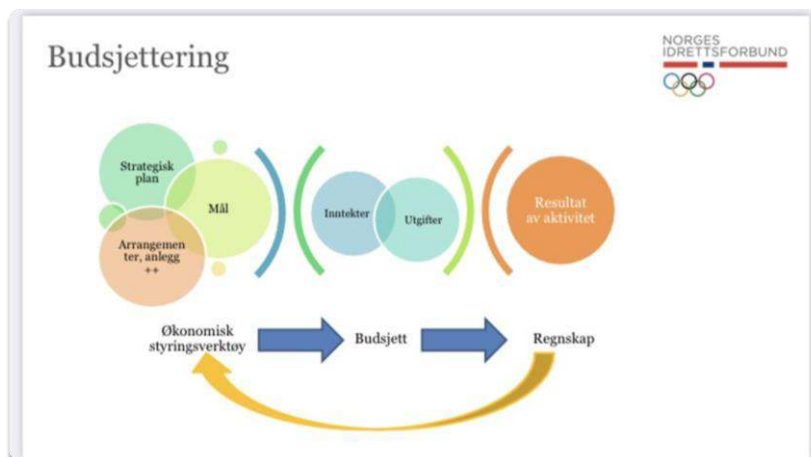 Budsjettering
NORGES
IDRETTSFORBUND
Strategisk
plan
Mål
Arrangemen
ter, anlegg
++
Inntekter
Utgifter
Resultat
av aktivitet
Økonomisk
styringsverktøy
Budsjett
Regnskap